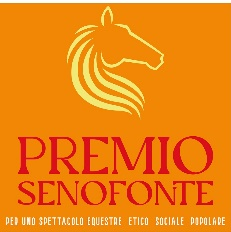 PREMIO
SENOFONTE
PER UNO SPETTACOLO EQUESTRE ETICO SOCIALE POPOLARE